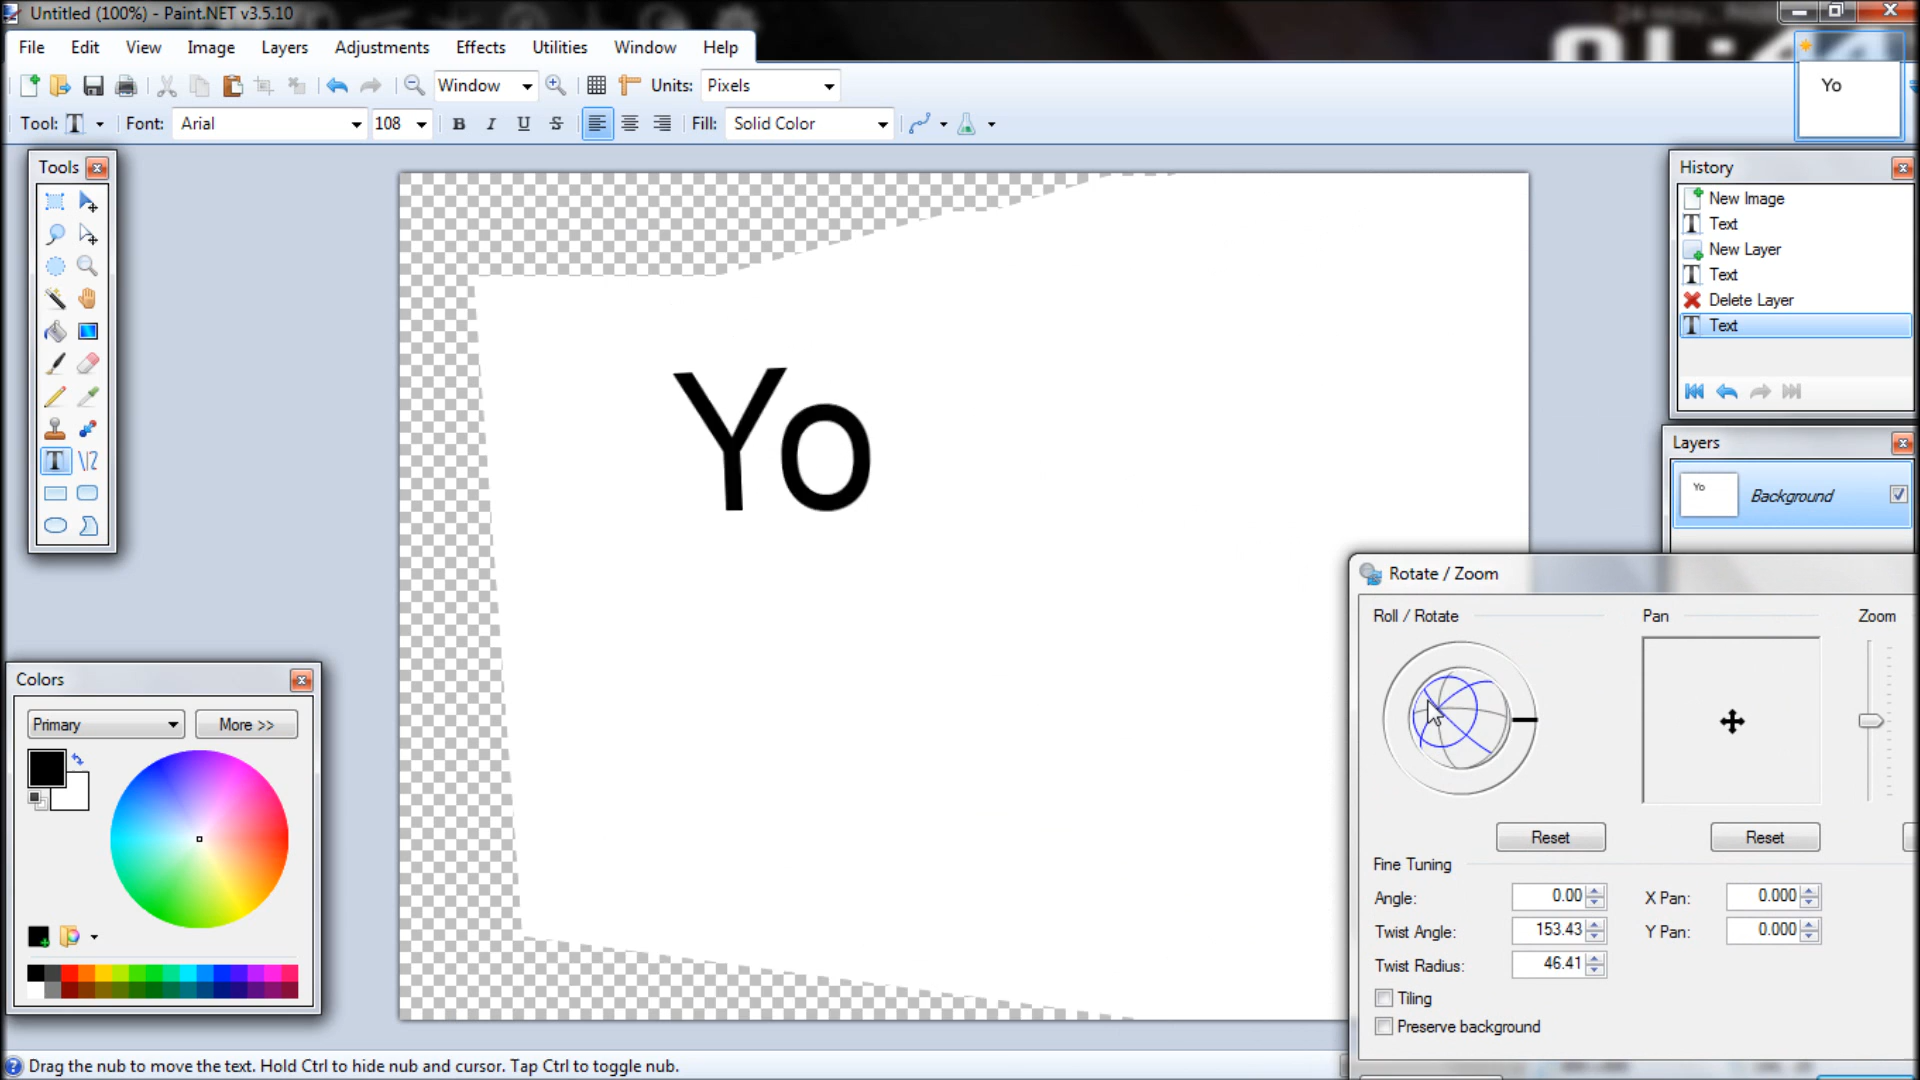 Untitled (100%) - Paint.NET v3.5.10
File Edit View Image Layers Adjustments Effects Utilities Window Help
Window Units: Pixels
Tool: T Font: Arial 108 B I U S Fill: Solid Color
Yo
Tools
History
New Image
Text
New Layer
Text
Delete Layer
Text
Yo
Layers
Yo Background
Rotate / Zoom
Roll / Rotate Pan Zoom
Colors
Primary More >>
Reset Reset
Fine Tuning
Angle: 0.00 X Pan: 0.000
Twist Angle: 153.43 Y Pan: 0.000
Twist Radius: 46.41
Tiling
Preserve background
Drag the nub to move the text. Hold Ctrl to hide nub and cursor. Tap Ctrl to toggle nub.